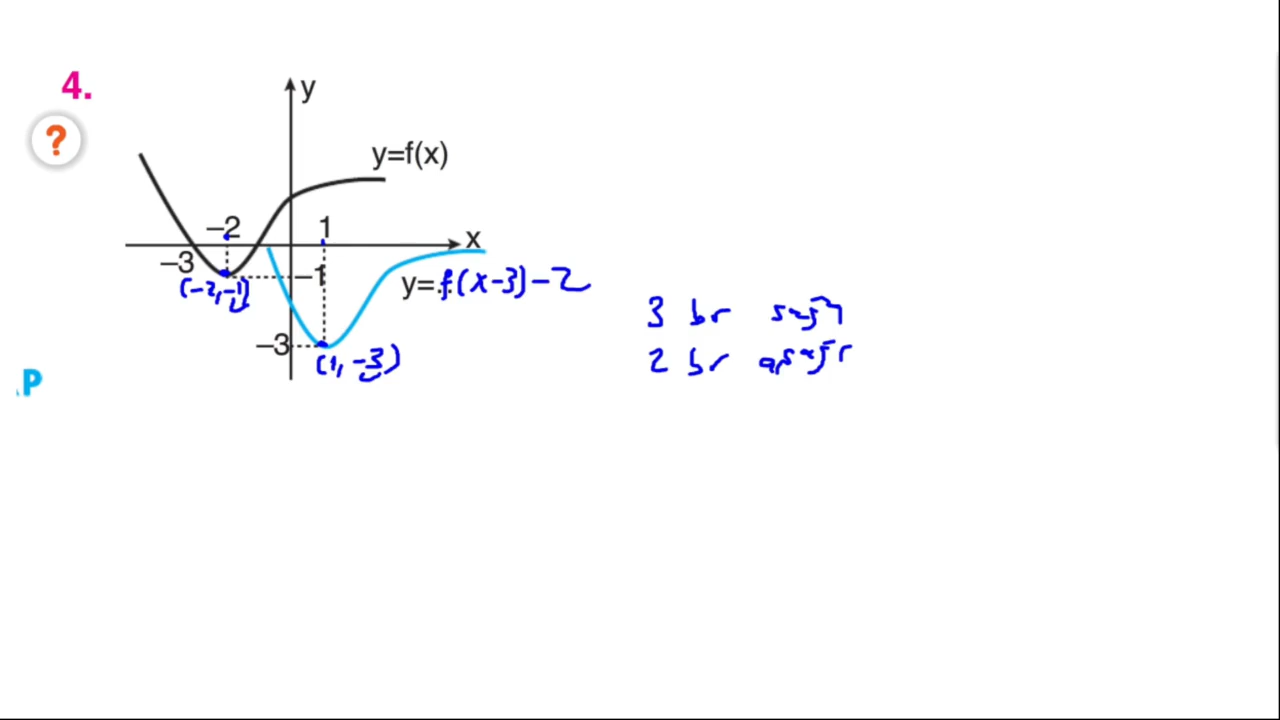 4.
?
y
y=f(x)
–2
1
x
–3
–1
(-2,-1)
y=f(x-3)-2
–3
(1,-3)
3 br
2 br
P